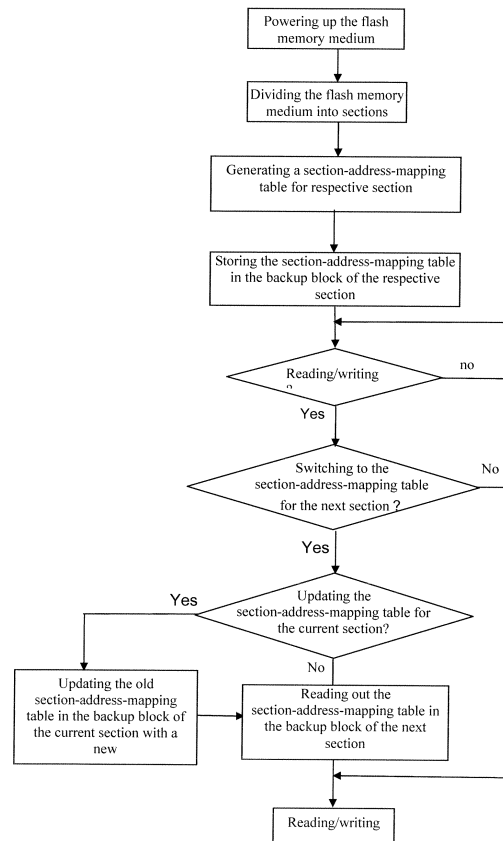 Powering up the flash
memory medium
Dividing the flash memory
medium into sections
Generating a section-address-mapping
table for respective section
Storing the section-address-mapping table
in the backup block of the respective
section
Reading/writing
?
no
Yes
Switching to the
section-address-mapping table
for the next section ?
No
Yes
Updating the
section-address-mapping table for
the current section?
Yes
No
Updating the old
section-address-mapping
table in the backup block of
the current section with a
new
Reading out the
section-address-mapping table in
the backup block of the next
section
Reading/writing